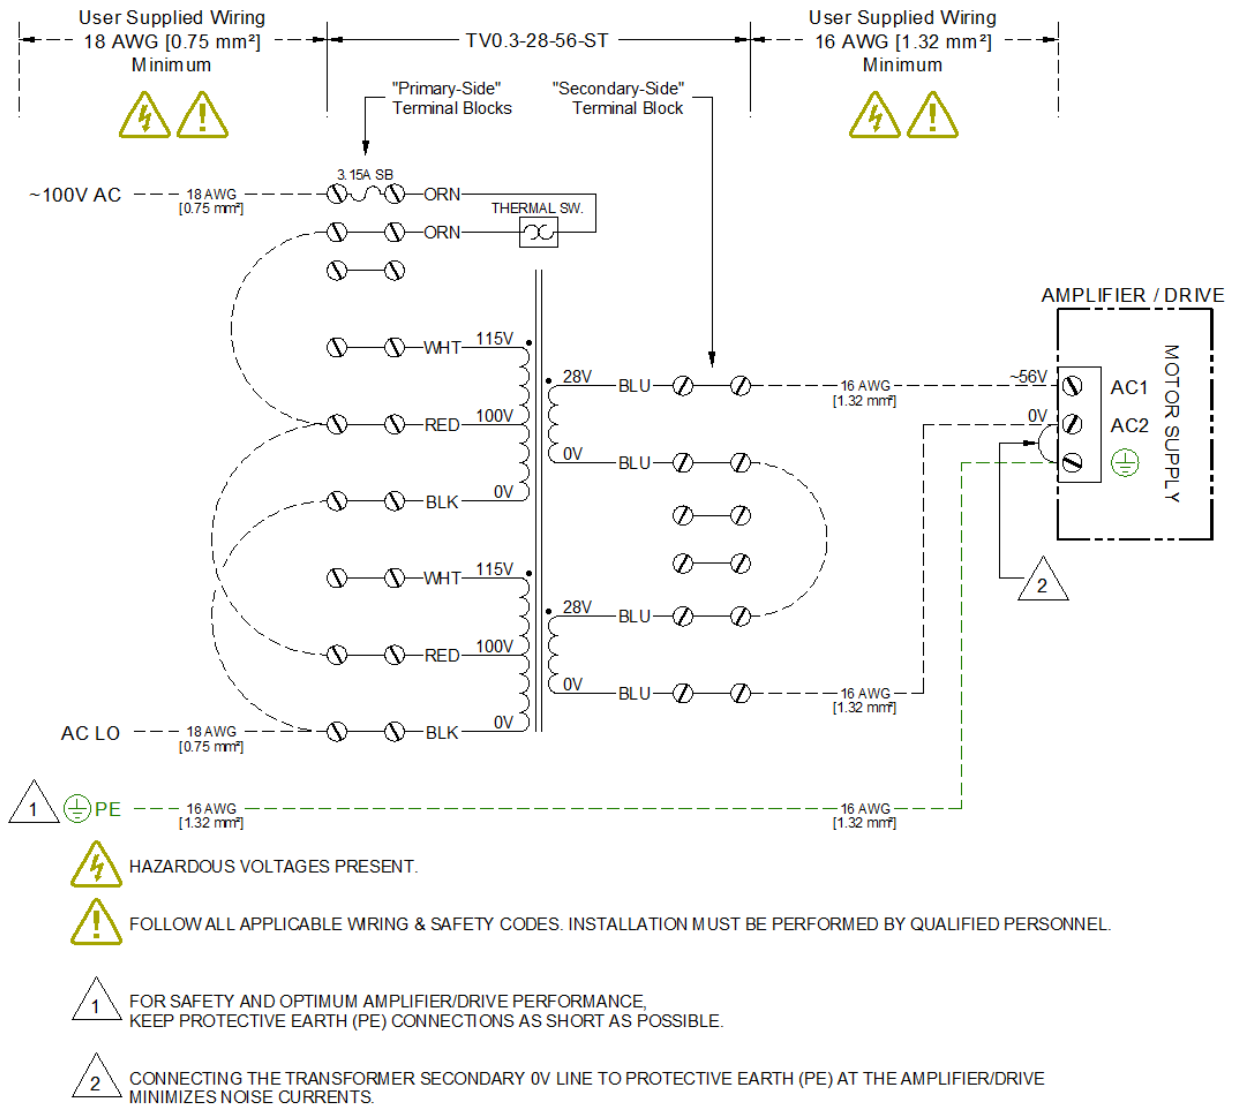 User Supplied Wiring
18 AWG [0.75 mm²]
Minimum
TV0.3-28-56-ST
User Supplied Wiring
16 AWG [1.32 mm²]
Minimum
"Primary-Side"
Terminal Blocks
"Secondary-Side"
Terminal Block
3.15A SB
~100V AC
18 AWG
[0.75 mm²]
ORN
THERMAL SW.
ORN
AMPLIFIER / DRIVE
WHT
115V
28V
BLU
16 AWG
[1.32 mm²]
~56V
AC1
MOTOR SUPPLY
RED
100V
0V
AC2
0V
BLU
BLK
0V
WHT
115V
2
28V
BLU
RED
100V
0V
BLU
16 AWG
[1.32 mm²]
AC LO
18 AWG
[0.75 mm²]
BLK
0V
1
PE
16 AWG
[1.32 mm²]
16 AWG
[1.32 mm²]
HAZARDOUS VOLTAGES PRESENT.
FOLLOW ALL APPLICABLE WIRING & SAFETY CODES. INSTALLATION MUST BE PERFORMED BY QUALIFIED PERSONNEL.
1
FOR SAFETY AND OPTIMUM AMPLIFIER/DRIVE PERFORMANCE,
KEEP PROTECTIVE EARTH (PE) CONNECTIONS AS SHORT AS POSSIBLE.
2
CONNECTING THE TRANSFORMER SECONDARY 0V LINE TO PROTECTIVE EARTH (PE) AT THE AMPLIFIER/DRIVE
MINIMIZES NOISE CURRENTS.